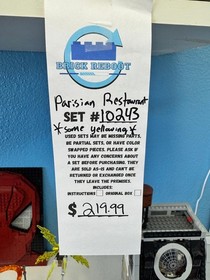 BRICK REBOOT
Parisian Restaurant
SET #10243
*some yellowing*
USED SETS MAY BE MISSING PARTS,
BE PARTIAL SETS, OR HAVE COLOR
SWAPPED PIECES. PLEASE ASK IF
YOU HAVE ANY CONCERNS ABOUT
A SET BEFORE PURCHASING. THEY
ARE SOLD AS-IS AND CAN'T BE
RETURNED OR EXCHANGED ONCE
THEY LEAVE THE PREMISES.
INCLUDES:
INSTRUCTIONS ORIGINAL BOX
$219.99